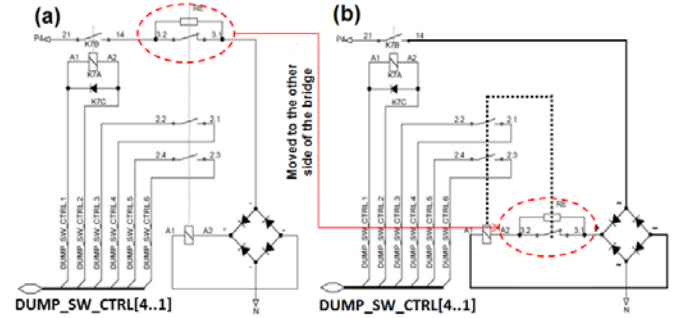 (a)
RE
P4 21 14 3.2 3.1
K7B
A1 A2
K7A
K7C
2.2 2.1
2.4 2.3
DUMP_SW_CTRL1
DUMP_SW_CTRL2
DUMP_SW_CTRL3
DUMP_SW_CTRL4
DUMP_SW_CTRL5
DUMP_SW_CTRL6
A1 A2
N
DUMP_SW_CTRL[4..1]
Moved to the other
side of the bridge
(b)
P4 21 14
K7B
A1 A2
K7A
K7C
2.2 2.1
2.4 2.3
DUMP_SW_CTRL1
DUMP_SW_CTRL2
DUMP_SW_CTRL3
DUMP_SW_CTRL4
DUMP_SW_CTRL5
DUMP_SW_CTRL6
RE
A1 A2 3.2 3.1
N
DUMP_SW_CTRL[4..1]